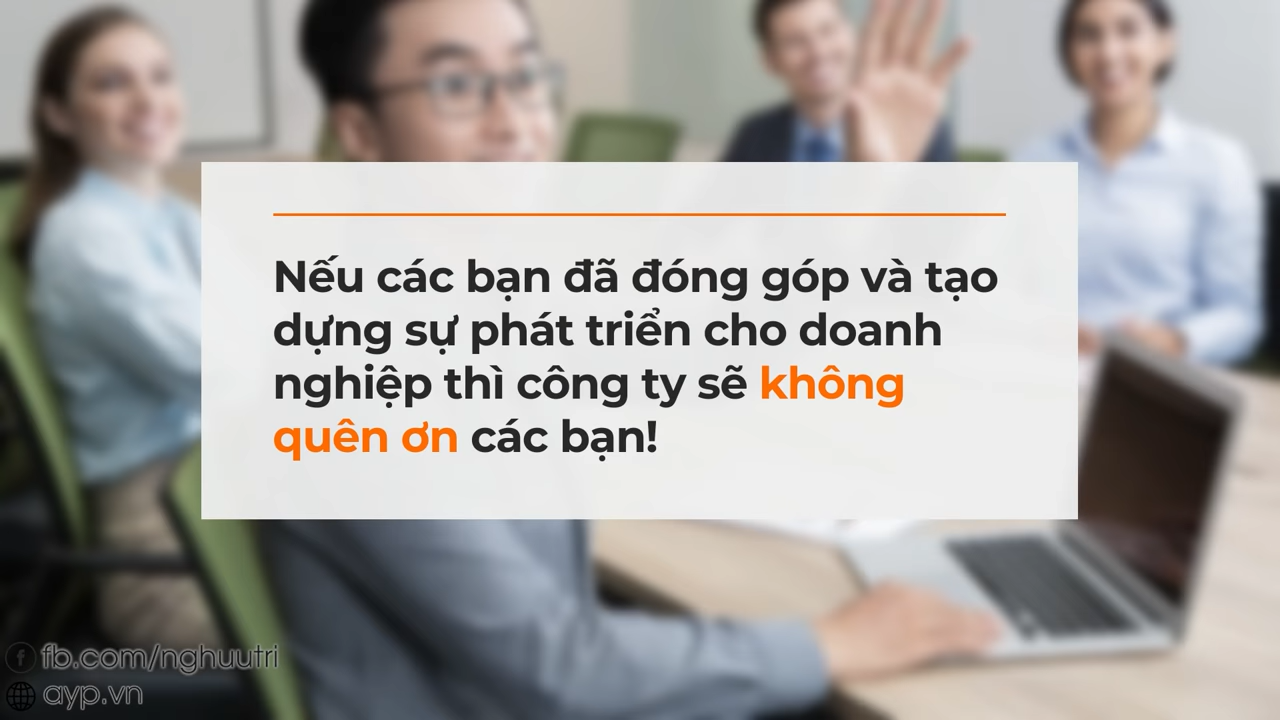 Nếu các bạn đã đóng góp và tạo
dựng sự phát triển cho doanh
nghiệp thì công ty sẽ không
quên ơn các bạn!
fb.com/nghuutri
ayp.vn